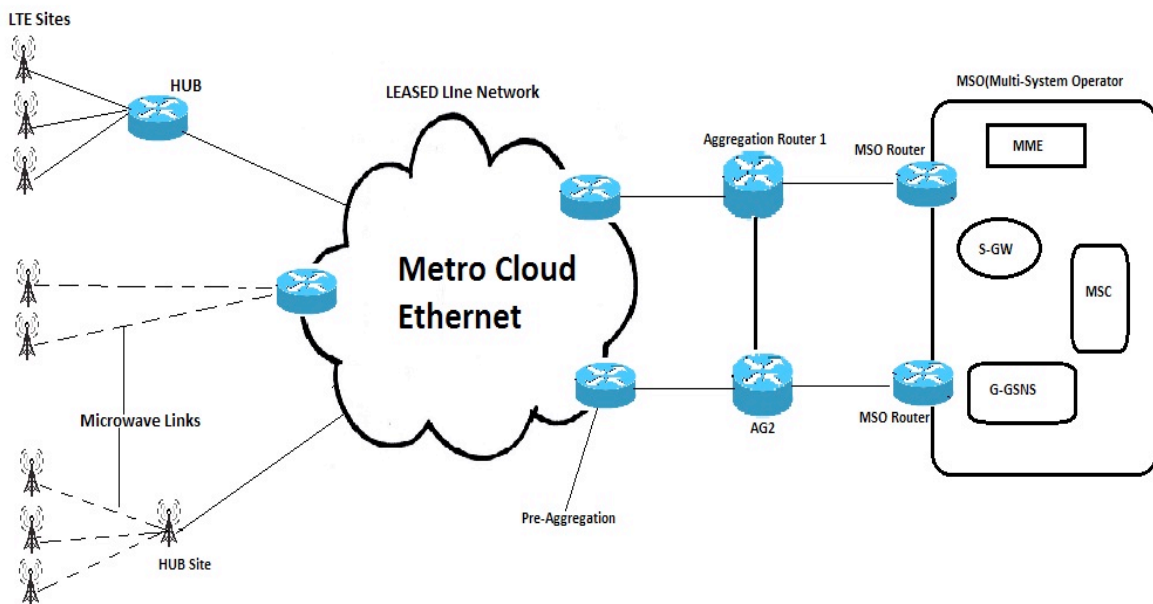 LTE Sites
HUB
LEASED LIne Network
MSO(Multi-System Operator
Aggregation Router 1
MSO Router
MME
S-GW
MSC
Metro Cloud
Ethernet
G-GSNS
Microwave Links
AG2
MSO Router
Pre-Aggregation
HUB Site